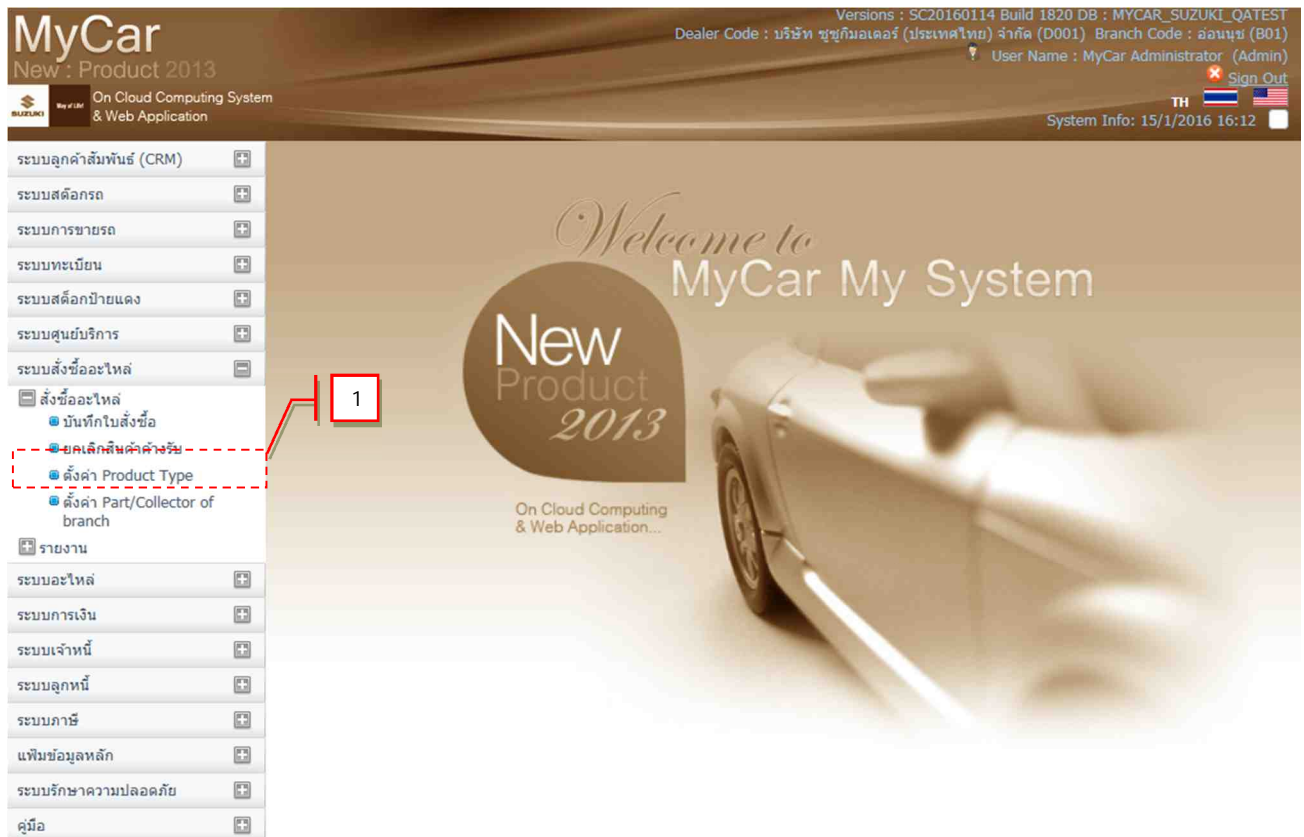 MyCar
New : Product 2013
SUZUKI
Way of Life!
On Cloud Computing System
& Web Application
Versions : SC20160114 Build 1820 DB : MYCAR_SUZUKI_QATEST
Dealer Code : บริษัท ซูซูกิมอเตอร์ (ประเทศไทย) จำกัด (D001) Branch Code : อ่อนนุช (B01)
User Name : MyCar Administrator (Admin)
Sign Out
TH
System Info: 15/1/2016 16:12
ระบบลูกค้าสัมพันธ์ (CRM)
ระบบสต๊อกรถ
ระบบการขายรถ
ระบบทะเบียน
ระบบสต็อกป้ายแดง
ระบบศูนย์บริการ
ระบบสั่งซื้ออะไหล่
สั่งซื้ออะไหล่
บันทึกใบสั่งซื้อ
ยกเลิกสินค้าค้างรับ
ตั้งค่า Product Type
ตั้งค่า Part/Collector of
branch
รายงาน
ระบบอะไหล่
ระบบการเงิน
ระบบเจ้าหนี้
ระบบลูกหนี้
ระบบภาษี
แฟ้มข้อมูลหลัก
ระบบรักษาความปลอดภัย
คู่มือ
1
Welcome to
MyCar My System
New
Product
2013
On Cloud Computing
& Web Application...